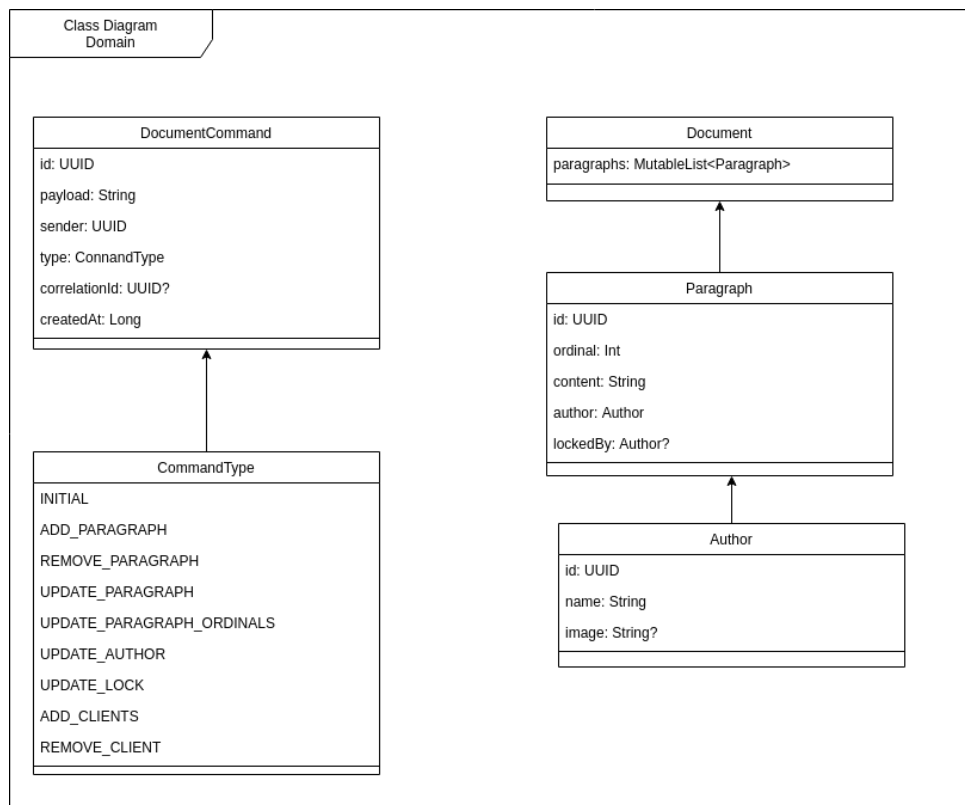 Class Diagram
Domain
DocumentCommand
id: UUID
payload: String
sender: UUID
type: ConnandType
correlationId: UUID?
createdAt: Long
CommandType
INITIAL
ADD_PARAGRAPH
REMOVE_PARAGRAPH
UPDATE_PARAGRAPH
UPDATE_PARAGRAPH_ORDINALS
UPDATE_AUTHOR
UPDATE_LOCK
ADD_CLIENTS
REMOVE_CLIENT
Document
paragraphs: MutableList<Paragraph>
Paragraph
id: UUID
ordinal: Int
content: String
author: Author
lockedBy: Author?
Author
id: UUID
name: String
image: String?